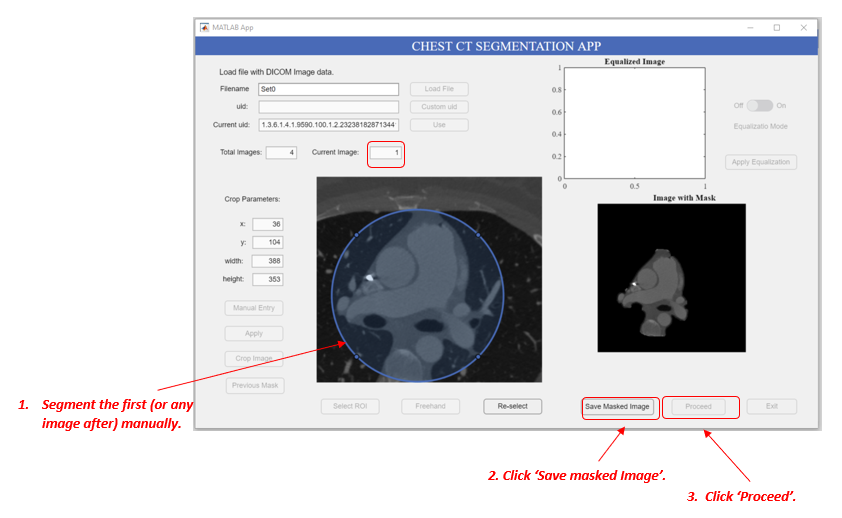 MATLAB App
CHEST CT SEGMENTATION APP
Load file with DICOM Image data.
Filename Set0 Load File
uid: Custom uid
Current uid: 1.3.6.1.4.1.9590.100.1.2.23238182871344 Use
Total Images: 4 Current Image: 1
Equalized Image
1
0.8
0.6
0.4
0.2
0
0 0.5 1
Off On
Equalizatio Mode
Apply Equalization
Crop Parameters:
x: 36
y: 104
width: 388
height: 353
Manual Entry
Apply
Crop Image
Previous Mask
Image with Mask
Select ROI Freehand Re-select Save Masked Image Proceed Exit
1. Segment the first (or any
image after) manually.
2. Click ‘Save masked Image’.
3. Click ‘Proceed’.